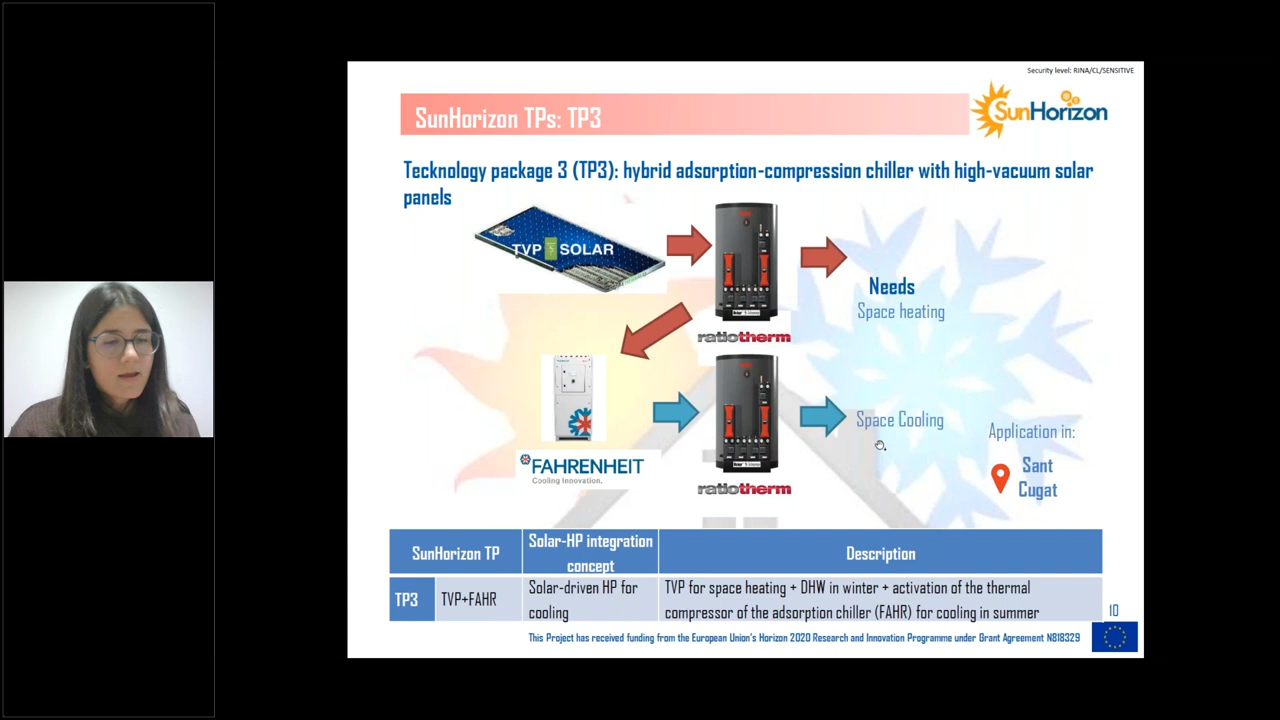 Security level: RINA/CL/SENSITIVE
SunHorizon TPs: TP3
SunHorizon
Tecknology package 3 (TP3): hybrid adsorption-compression chiller with high-vacuum solar
panels
TVP SOLAR
ratiotherm
Needs
Space heating
FAHRENHEIT
Cooling Innovation.
ratiotherm
Space Cooling
Application in:
Sant
Cugat
SunHorizon TP
Solar-HP integration
concept
Description
TP3
TVP+FAHR
Solar-driven HP for
cooling
TVP for space heating + DHW in winter + activation of the thermal
compressor of the adsorption chiller (FAHR) for cooling in summer
10
This Project has received funding from the European Union's Horizon 2020 Research and Innovation Programme under Grant Agreement N818329